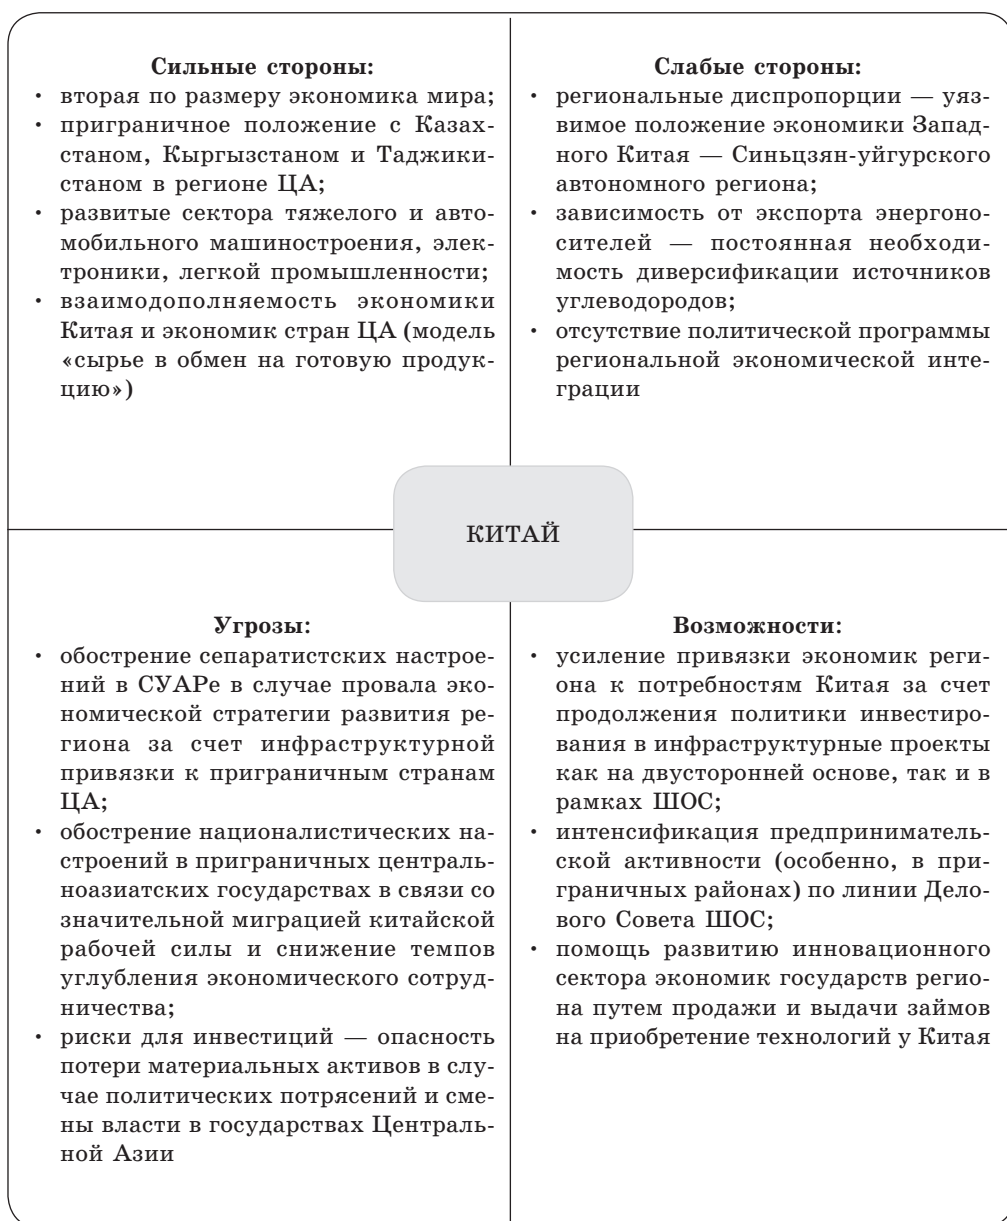 Сильные стороны:
• вторая по размеру экономика мира;
• приграничное положение с Казах-
станом, Кыргызстаном и Таджики-
станом в регионе ЦА;
• развитые сектора тяжелого и авто-
мобильного машиностроения, элек-
троники, легкой промышленности;
• взаимодополняемость экономики
Китая и экономик стран ЦА (модель
«сырье в обмен на готовую продук-
цию»)
Слабые стороны:
• региональные диспропорции — уяз-
вимое положение экономики Запад-
ного Китая — Синьцзян-уйгурского
автономного региона;
• зависимость от экспорта энергоно-
сителей — постоянная необходи-
мость диверсификации источников
углеводородов;
• отсутствие политической программы
региональной экономической инте-
грации
КИТАЙ
Угрозы:
• обострение сепаратистских настрое-
ний в СУАРе в случае провала эко-
номической стратегии развития ре-
гиона за счет инфраструктурной
привязки к приграничным странам
ЦА;
• обострение националистических на-
строений в приграничных централь-
ноазиатских государствах в связи со
значительной миграцией китайской
рабочей силы и снижение темпов
углубления экономического сотруд-
ничества;
• риски для инвестиций — опасность
потери материальных активов в слу-
чае политических потрясений и сме-
ны власти в государствах Централь-
ной Азии
Возможности:
• усиление привязки экономик реги-
она к потребностям Китая за счет
продолжения политики инвестиро-
вания в инфраструктурные проекты
как на двусторонней основе, так и в
рамках ШОС;
• интенсификация предприниматель-
ской активности (особенно, в при-
граничных районах) по линии Дело-
вого Совета ШОС;
• помощь развитию инновационного
сектора экономик государств регио-
на путем продажи и выдачи займов
на приобретение технологий у Китая